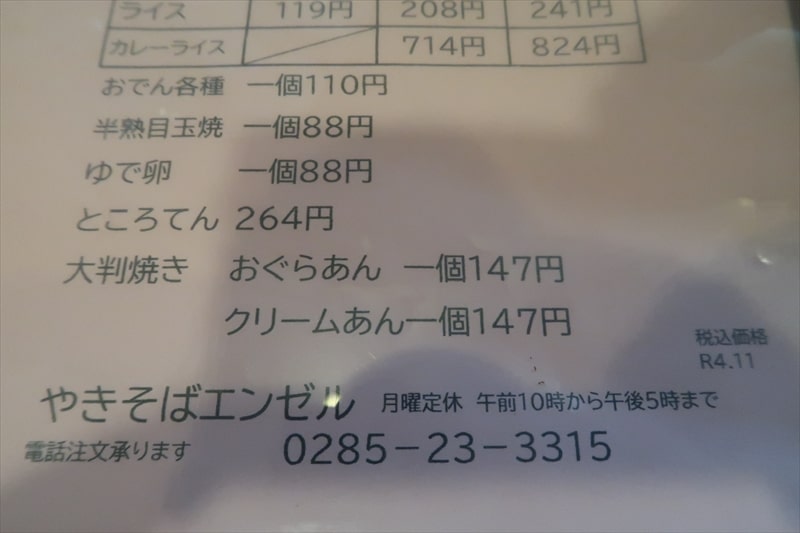 ライス 119円 208円 241円
カレーライス 714円 824円
おでん各種 一個110円
半熟目玉焼 一個88円
ゆで卵 一個88円
ところてん 264円
大判焼き おぐらあん 一個147円
クリームあん一個147円
税込価格
R4.11
やきそばエンゼル 月曜定休 午前10時から午後5時まで
電話注文承ります 0285-23-3315